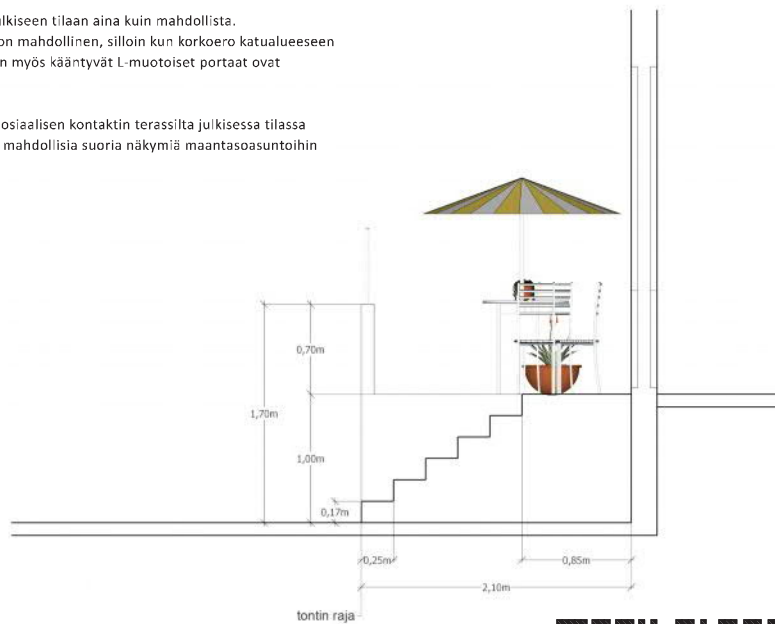 lkiseen tilaan aina kuin mahdollista.
on mahdollinen, silloin kun korkoero katualueeseen
n myös kääntyvät L-muotoiset portaat ovat
osiaalisen kontaktin terassilta julkisessa tilassa
mahdollisia suoria näkymiä maantasoasuntoihin
0,70m
1,70m
1,00m
0,17m
0,25m
0,85m
2,10m
tontin raja